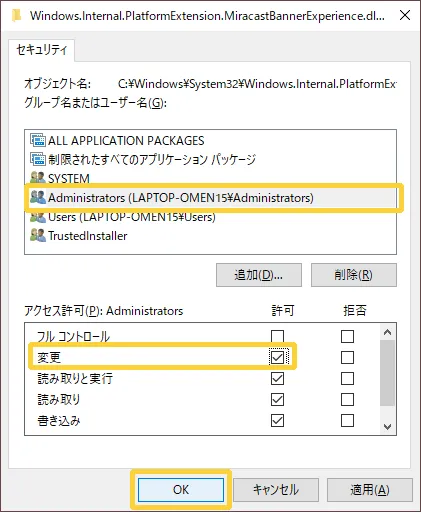 Windows.Internal.PlatformExtension.MiracastBannerExperience.dl...
セキュリティ
オブジェクト名: C:¥Windows¥System32¥Windows.Internal.PlatformExt
グループ名またはユーザー名(G):
ALL APPLICATION PACKAGES
制限されたすべてのアプリケーション パッケージ
SYSTEM
Administrators (LAPTOP-OMEN15¥Administrators)
Users (LAPTOP-OMEN15¥Users)
TrustedInstaller
追加(D)... 削除(R)
アクセス許可(P): Administrators 許可 拒否
フル コントロール
変更
読み取りと実行
読み取り
書き込み
OK キャンセル 適用(A)